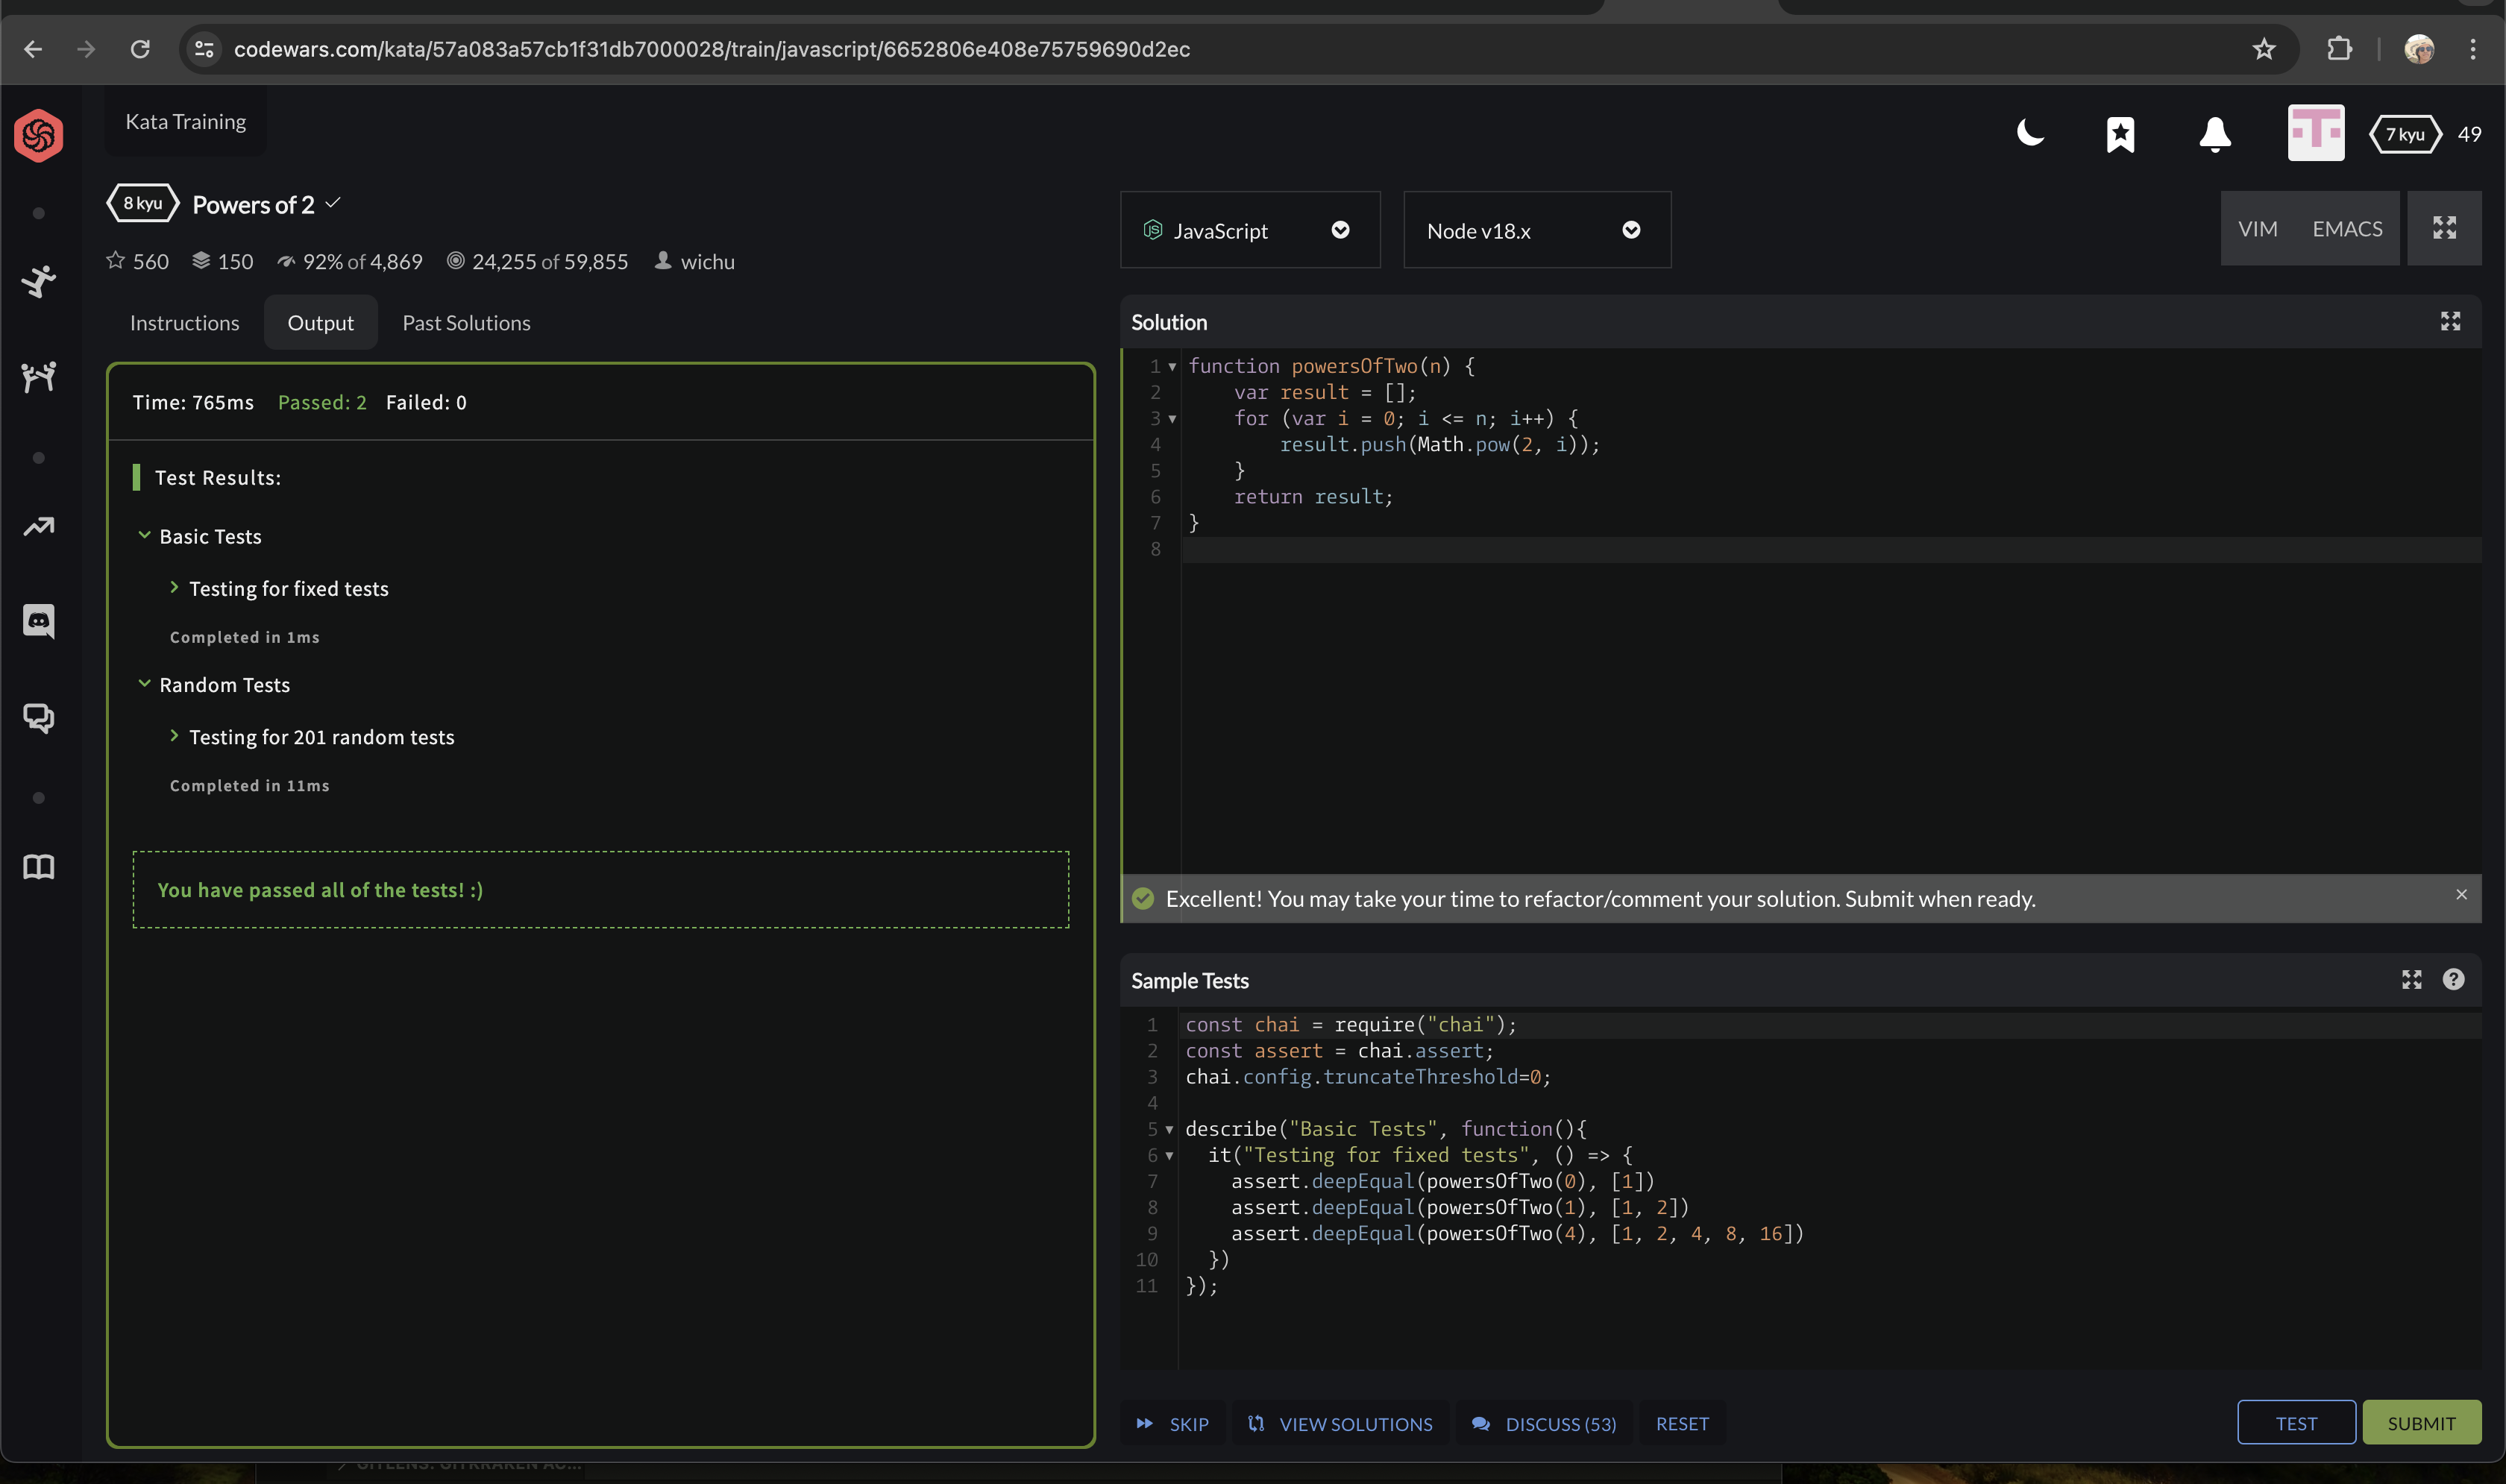 codewars.com/kata/57a083a57cb1f31db7000028/train/javascript/6652806e408e75759690d2ec
Kata Training
7 kyu 49
8 kyu Powers of 2
560 150 92% of 4,869 24,255 of 59,855 wichu
JavaScript
Node v18.x
VIM EMACS
Instructions Output Past Solutions
Time: 765ms Passed: 2 Failed: 0
Test Results:
Basic Tests
Testing for fixed tests
Completed in 1ms
Random Tests
Testing for 201 random tests
Completed in 11ms
You have passed all of the tests! :)
Solution
1 function powersOfTwo(n) {
2     var result = [];
3     for (var i = 0; i <= n; i++) {
4         result.push(Math.pow(2, i));
5     }
6     return result;
7 }
8
Excellent! You may take your time to refactor/comment your solution. Submit when ready.
Sample Tests
1 const chai = require("chai");
2 const assert = chai.assert;
3 chai.config.truncateThreshold=0;
4
5 describe("Basic Tests", function(){
6   it("Testing for fixed tests", () => {
7     assert.deepEqual(powersOfTwo(0), [1])
8     assert.deepEqual(powersOfTwo(1), [1, 2])
9     assert.deepEqual(powersOfTwo(4), [1, 2, 4, 8, 16])
10   })
11 });
SKIP VIEW SOLUTIONS DISCUSS (53) RESET
TEST SUBMIT